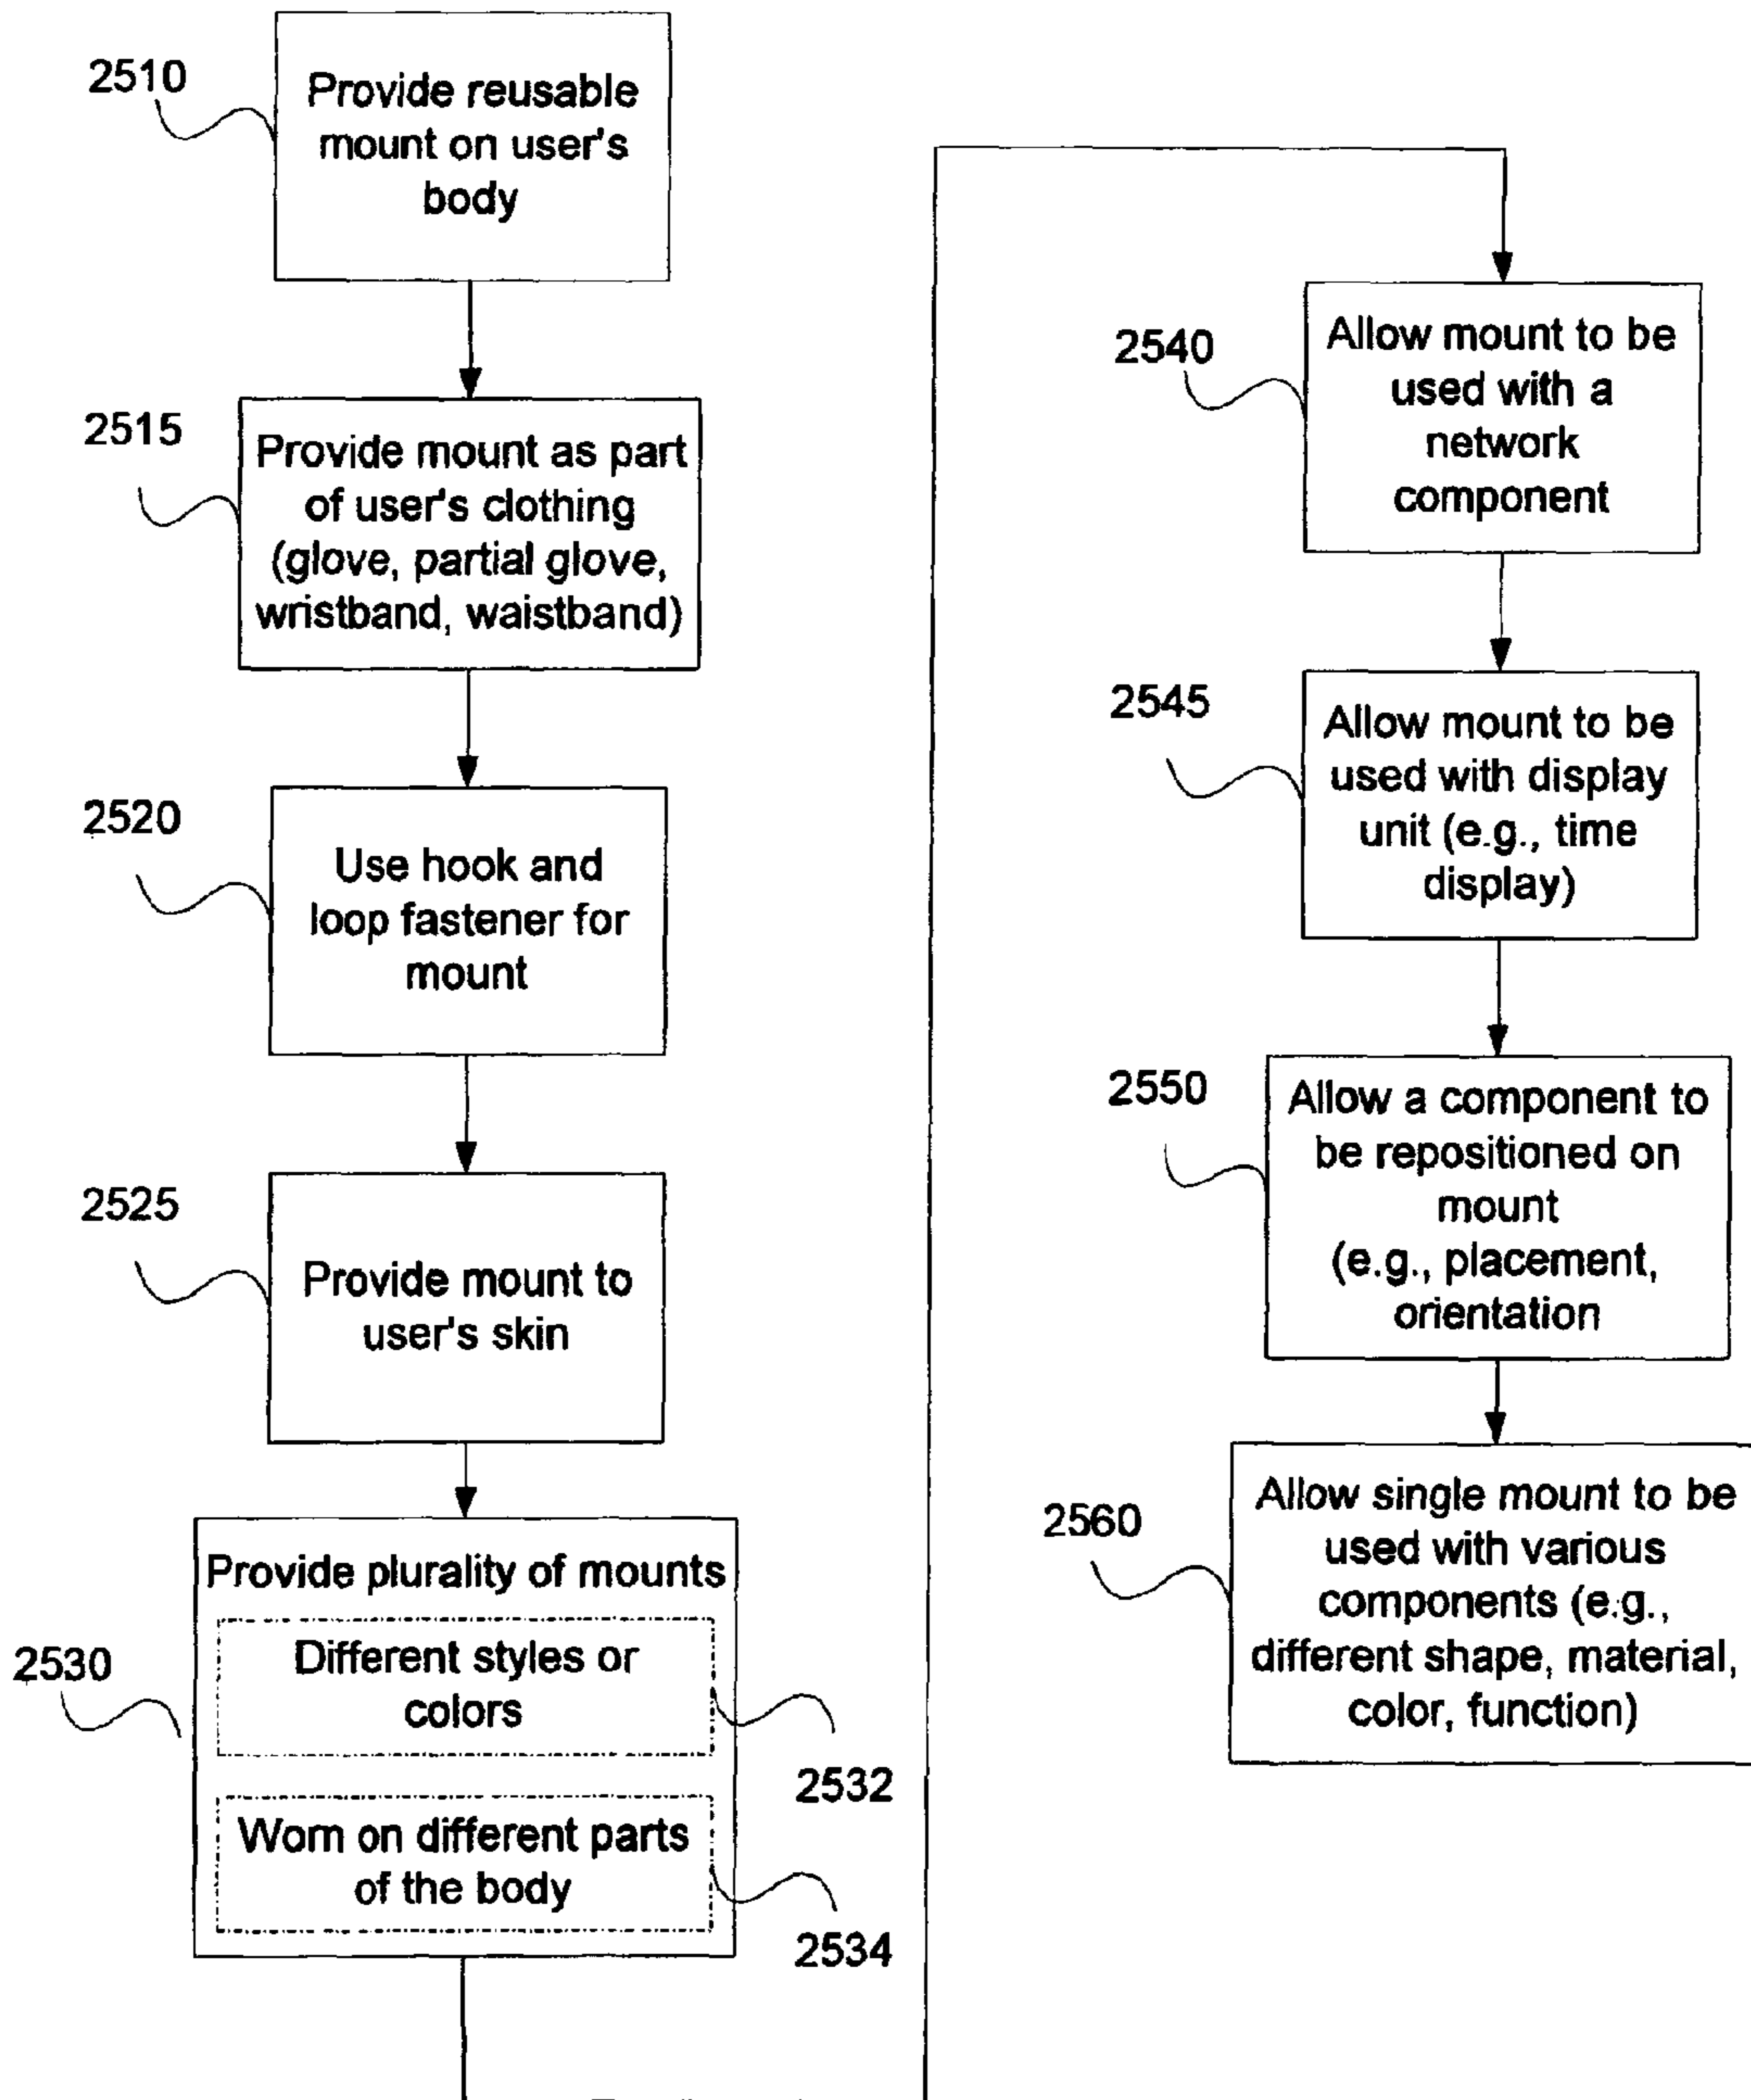 2510
Provide reusable
mount on user's
body
2515
Provide mount as part
of user's clothing
(glove, partial glove,
wristband, waistband)
2520
Use hook and
loop fastener for
mount
2525
Provide mount to
user's skin
2530
Provide plurality of mounts
Different styles or
colors
2532
Worn on different parts
of the body
2534
2540
Allow mount to be
used with a
network
component
2545
Allow mount to be
used with display
unit (e.g., time
display)
2550
Allow a component to
be repositioned on
mount
(e.g., placement,
orientation
2560
Allow single mount to be
used with various
components (e.g.,
different shape, material,
color, function)